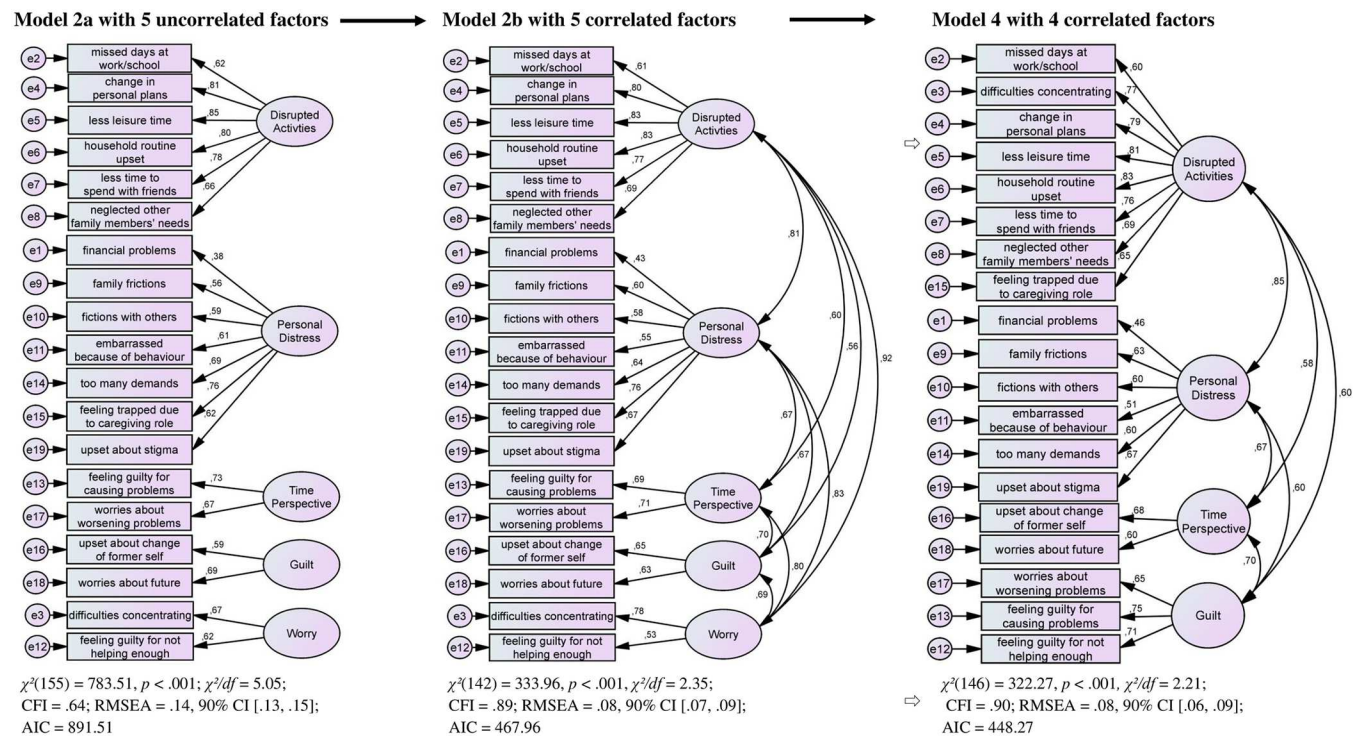 Model 2a with 5 uncorrelated factors
Model 2b with 5 correlated factors
Model 4 with 4 correlated factors
e2
missed days at
work/school
,62
e4
change in
personal plans
,81
e5
less leisure time
,85
e6
household routine
upset
,80
e7
less time to
spend with friends
,78
e8
neglected other
family members' needs
,66
Disrupted
Activties
e1
financial problems
,38
e9
family frictions
,56
e10
fictions with others
,59
e11
embarrassed
because of behaviour
,61
e14
too many demands
,69
e15
feeling trapped due
to caregiving role
,76
e19
upset about stigma
,62
Personal
Distress
e13
feeling guilty for
causing problems
,73
e17
worries about
worsening problems
,67
Time
Perspective
e16
upset about change
of former self
,59
e18
worries about future
,69
Guilt
e3
difficulties concentrating
,67
e12
feeling guilty for not
helping enough
,62
Worry
χ²(155) = 783.51, p < .001; χ²/df = 5.05;
CFI = .64; RMSEA = .14, 90% CI [.13, .15];
AIC = 891.51
e2
missed days at
work/school
,61
e4
change in
personal plans
,80
e5
less leisure time
,83
e6
household routine
upset
,83
e7
less time to
spend with friends
,77
e8
neglected other
family members' needs
,69
Disrupted
Activties
e1
financial problems
,43
e9
family frictions
,60
e10
fictions with others
,58
e11
embarrassed
because of behaviour
,55
e14
too many demands
,64
e15
feeling trapped due
to caregiving role
,76
e19
upset about stigma
,67
Personal
Distress
e13
feeling guilty for
causing problems
,69
e17
worries about
worsening problems
,71
Time
Perspective
e16
upset about change
of former self
,65
e18
worries about future
,63
Guilt
e3
difficulties concentrating
,78
e12
feeling guilty for not
helping enough
,53
Worry
,81
,60
,56
,92
,67
,67
,83
,70
,80
,69
χ²(142) = 333.96, p < .001, χ²/df = 2.35;
CFI = .89; RMSEA = .08, 90% CI [.07, .09];
AIC = 467.96
e2
missed days at
work/school
,60
e3
difficulties concentrating
,77
e4
change in
personal plans
,79
e5
less leisure time
,81
e6
household routine
upset
,83
e7
less time to
spend with friends
,76
e8
neglected other
family members' needs
,69
e15
feeling trapped due
to caregiving role
,65
Disrupted
Activities
e1
financial problems
,46
e9
family frictions
,63
e10
fictions with others
,60
e11
embarrassed
because of behaviour
,51
e14
too many demands
,60
e19
upset about stigma
,67
Personal
Distress
e16
upset about change
of former self
,68
e18
worries about future
,60
Time
Perspective
e17
worries about
worsening problems
,65
e13
feeling guilty for
causing problems
,75
e12
feeling guilty for not
helping enough
,71
Guilt
,85
,58
,60
,67
,60
,70
χ²(146) = 322.27, p < .001, χ²/df = 2.21;
CFI = .90; RMSEA = .08, 90% CI [.06, .09];
AIC = 448.27